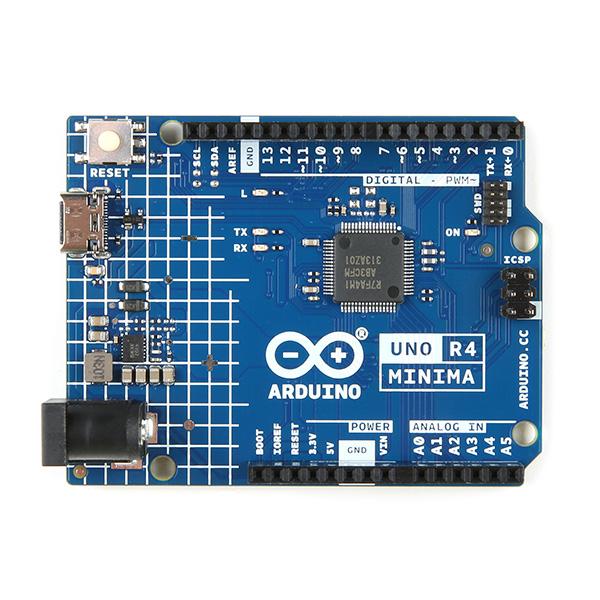 RESET
SCL
SDA
AREF
GND
13
12
~11
~10
~9
8
7
~6
~5
4
~3
2
TX→1
RX←0
DIGITAL - PWM~
L
TX
RX
SWD
ON
ICSP
R7FA4M1
AB3CFM
313AZ01
®
ARDUINO
UNO R4
MINIMA
ARDUINO.CC
POWER
ANALOG IN
BOOT
IOREF
RESET
3.3V
5V
GND
VIN
A0
A1
A2
A3
A4
A5